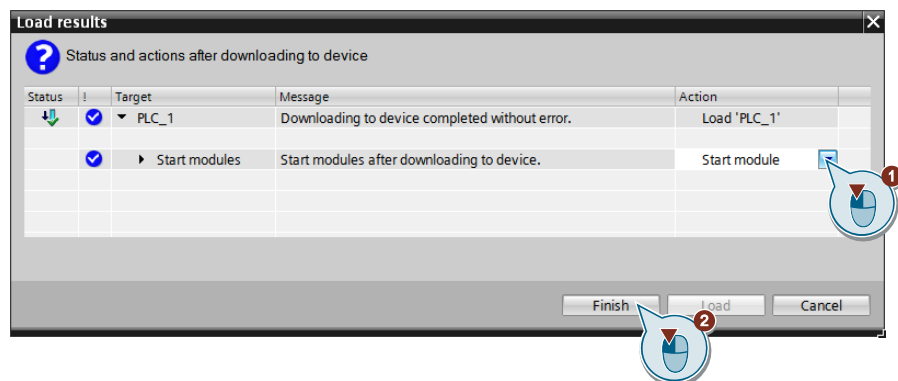 Load results
Status and actions after downloading to device
Status ! Target Message Action
PLC_1 Downloading to device completed without error. Load 'PLC_1'
Start modules Start modules after downloading to device. Start module
1
Finish Load Cancel
2